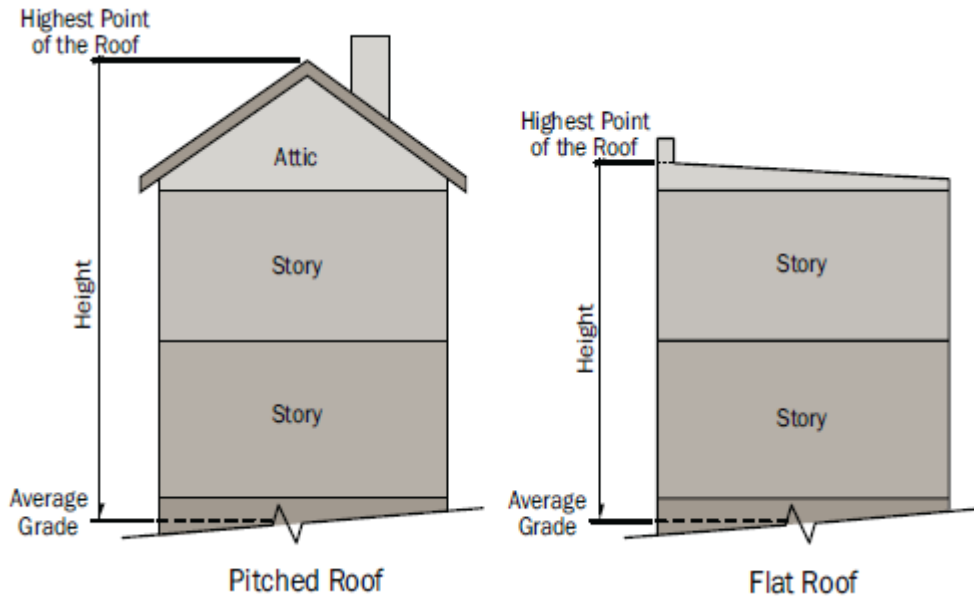 Highest Point
of the Roof
Attic
Story
Height
Story
Average
Grade
Pitched Roof
Highest Point
of the Roof
Story
Height
Story
Average
Grade
Flat Roof